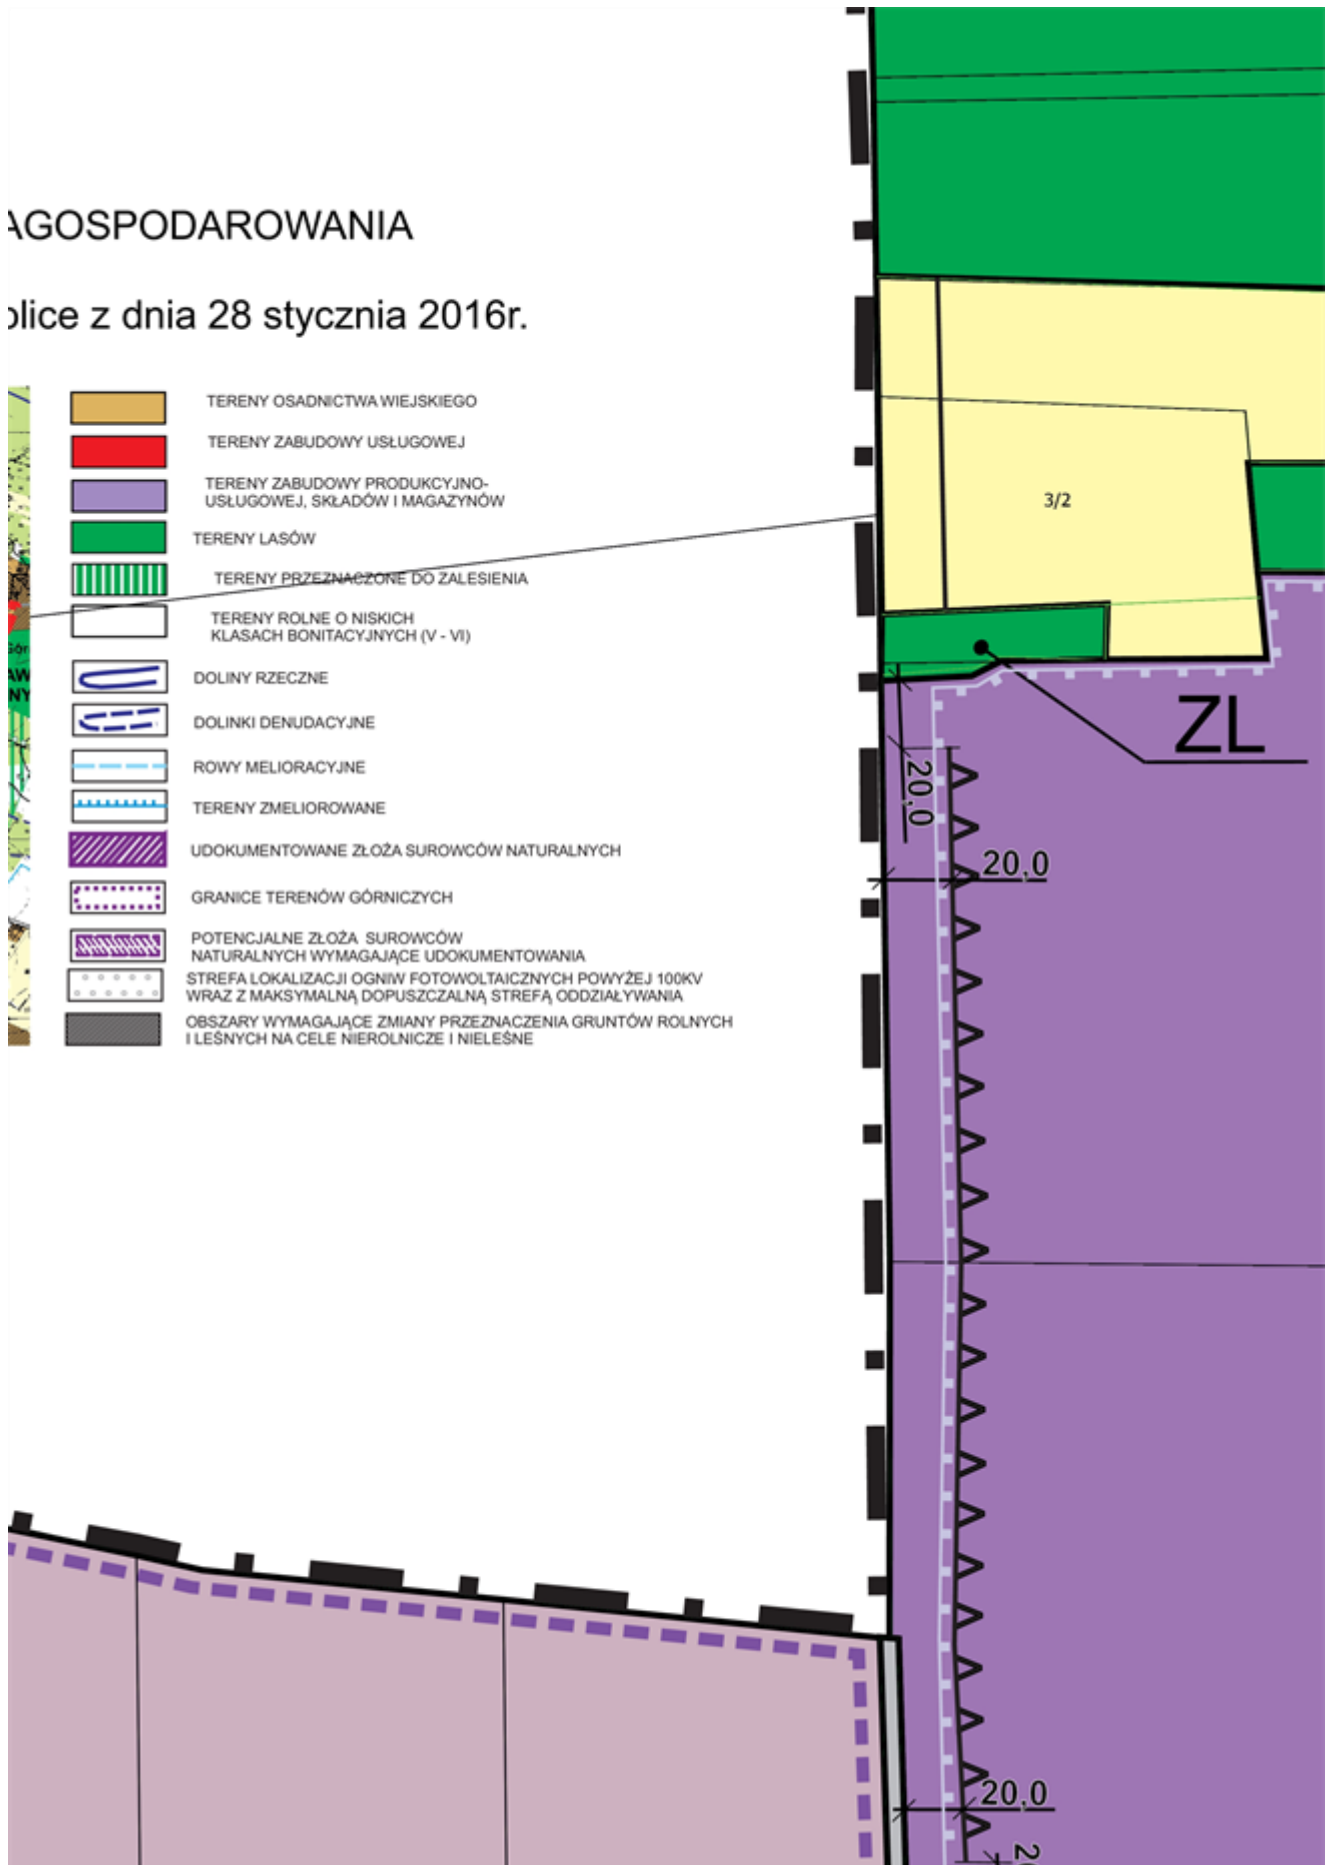 AGOSPODAROWANIA
olice z dnia 28 stycznia 2016r.
TERENY OSADNICTWA WIEJSKIEGO
TERENY ZABUDOWY USŁUGOWEJ
TERENY ZABUDOWY PRODUKCYJNO-
USŁUGOWEJ, SKŁADÓW I MAGAZYNÓW
TERENY LASÓW
TERENY PRZEZNACZONE DO ZALESIENIA
TERENY ROLNE O NISKICH
KLASACH BONITACYJNYCH (V - VI)
DOLINY RZECZNE
DOLINKI DENUDACYJNE
ROWY MELIORACYJNE
TERENY ZMELIOROWANE
UDOKUMENTOWANE ZŁOŻA SUROWCÓW NATURALNYCH
GRANICE TERENÓW GÓRNICZYCH
POTENCJALNE ZŁOŻA SUROWCÓW
NATURALNYCH WYMAGAJĄCE UDOKUMENTOWANIA
STREFA LOKALIZACJI OGNIW FOTOWOLTAICZNYCH POWYŻEJ 100KV
WRAZ Z MAKSYMALNĄ DOPUSZCZALNĄ STREFĄ ODDZIAŁYWANIA
OBSZARY WYMAGAJĄCE ZMIANY PRZEZNACZENIA GRUNTÓW ROLNYCH
I LEŚNYCH NA CELE NIEROLNICZE I NIELEŚNE
3/2
ZL
20,0
20,0
20,0